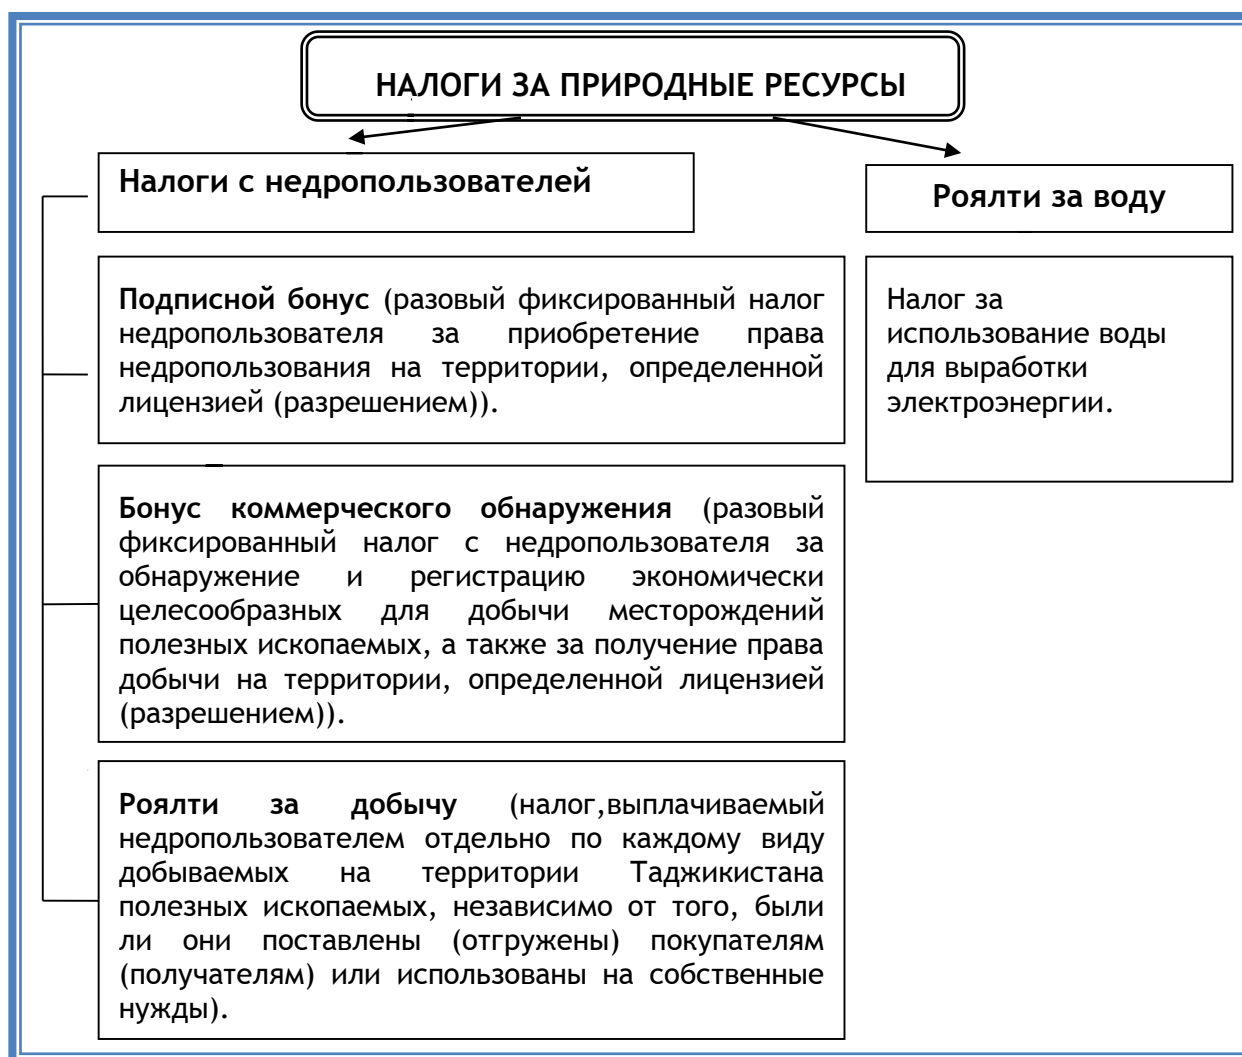 НАЛОГИ ЗА ПРИРОДНЫЕ РЕСУРСЫ
Налоги с недропользователей
Подписной бонус (разовый фиксированный налог
недропользователя за приобретение права
недропользования на территории, определенной
лицензией (разрешением)).
Бонус коммерческого обнаружения (разовый
фиксированный налог с недропользователя за
обнаружение и регистрацию экономически
целесообразных для добычи месторождений
полезных ископаемых, а также за получение права
добычи на территории, определенной лицензией
(разрешением)).
Роялти за добычу (налог,выплачиваемый
недропользователем отдельно по каждому виду
добываемых на территории Таджикистана
полезных ископаемых, независимо от того, были
ли они поставлены (отгружены) покупателям
(получателям) или использованы на собственные
нужды).
Роялти за воду
Налог за
использование воды
для выработки
электроэнергии.